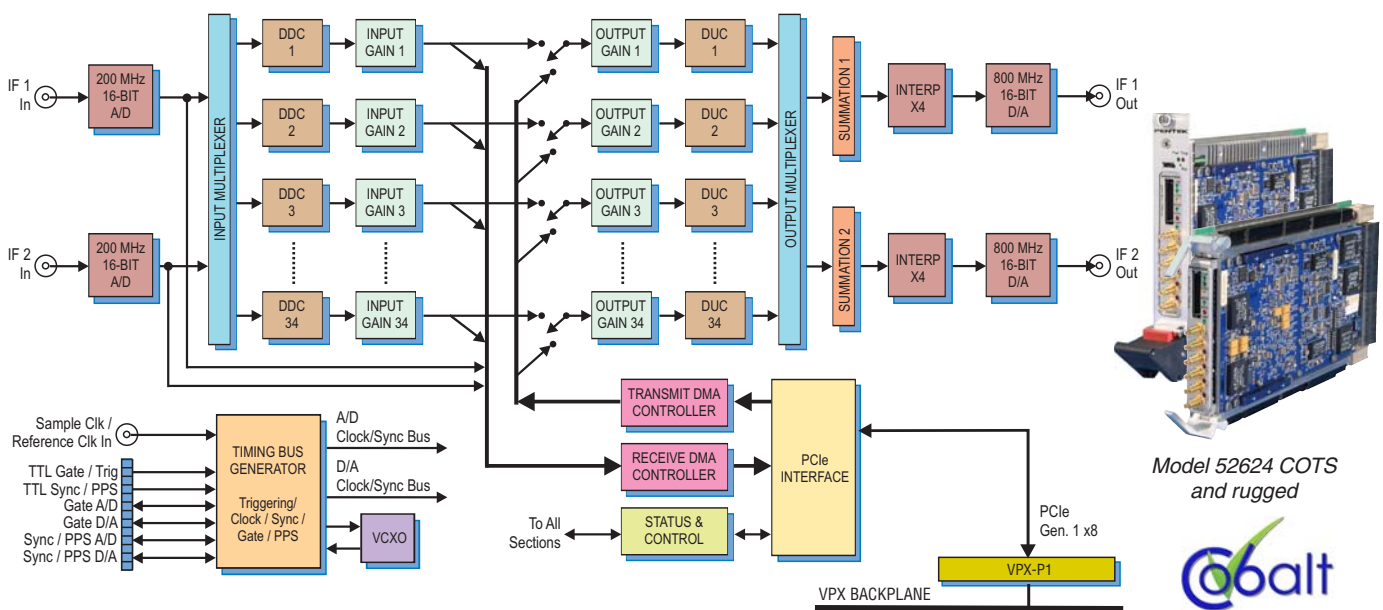 IF 1
In
200 MHz
16-BIT
A/D
IF 2
In
200 MHz
16-BIT
A/D
INPUT MULTIPLEXER
DDC
1
INPUT
GAIN 1
DDC
2
INPUT
GAIN 2
DDC
3
INPUT
GAIN 3
DDC
34
INPUT
GAIN 34
OUTPUT
GAIN 1
DUC
1
OUTPUT
GAIN 2
DUC
2
OUTPUT
GAIN 3
DUC
3
OUTPUT
GAIN 34
DUC
34
OUTPUT MULTIPLEXER
SUMMATION 1
INTERP
X4
800 MHz
16-BIT
D/A
IF 1
Out
SUMMATION 2
INTERP
X4
800 MHz
16-BIT
D/A
IF 2
Out
Sample Clk /
Reference Clk In
TTL Gate / Trig
TTL Sync / PPS
Gate A/D
Gate D/A
Sync / PPS A/D
Sync / PPS D/A
TIMING BUS
GENERATOR
Triggering/
Clock / Sync /
Gate / PPS
A/D
Clock/Sync Bus
D/A
Clock/Sync Bus
VCXO
TRANSMIT DMA
CONTROLLER
RECEIVE DMA
CONTROLLER
To All
Sections
STATUS &
CONTROL
PCIe
INTERFACE
PCIe
Gen. 1 x8
VPX-P1
VPX BACKPLANE
PENTEK
Model 52624 COTS
and rugged
Cobalt